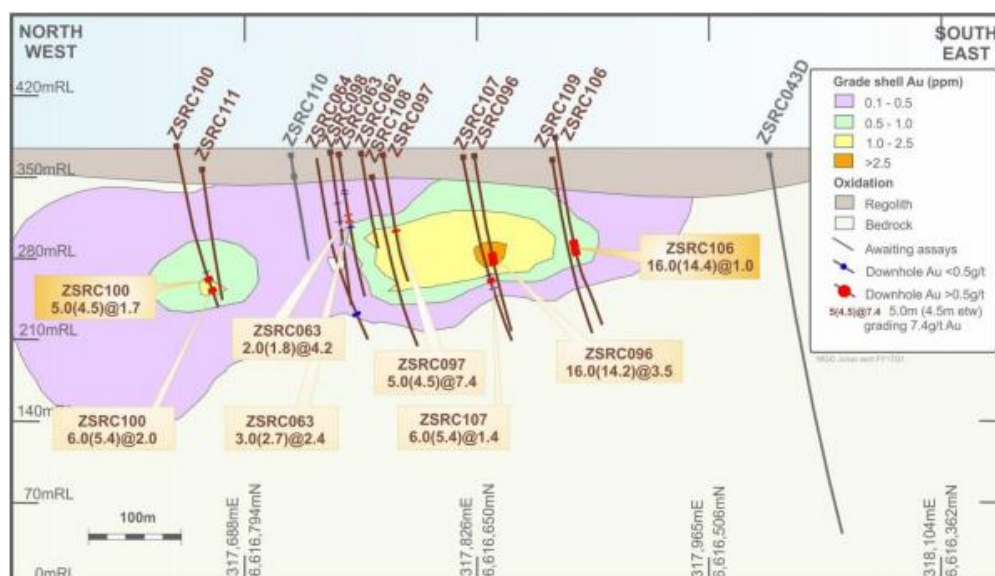 NORTH
WEST
SOUTH
EAST
420mRL
350mRL
280mRL
210mRL
140mRL
70mRL
0mRL
ZSRC100
ZSRC111
ZSRC110
ZSRC064
ZSRC098
ZSRC063
ZSRC062
ZSRC108
ZSRC097
ZSRC107
ZSRC096
ZSRC109
ZSRC106
ZSRC043D
Grade shell Au (ppm)
0.1 - 0.5
0.5 - 1.0
1.0 - 2.5
>2.5
Oxidation
Regolith
Bedrock
Awaiting assays
Downhole Au <0.5g/t
Downhole Au >0.5g/t
5(4.5)@7.4 5.0m (4.5m etw)
grading 7.4g/t Au
ZSRC100
5.0(4.5)@1.7
ZSRC106
16.0(14.4)@1.0
ZSRC063
2.0(1.8)@4.2
ZSRC097
5.0(4.5)@7.4
ZSRC096
16.0(14.2)@3.5
ZSRC100
6.0(5.4)@2.0
ZSRC063
3.0(2.7)@2.4
ZSRC107
6.0(5.4)@1.4
100m
317,688mE
6,616,794mN
317,826mE
6,616,650mN
317,965mE
6,616,506mN
318,104mE
6,616,362mN